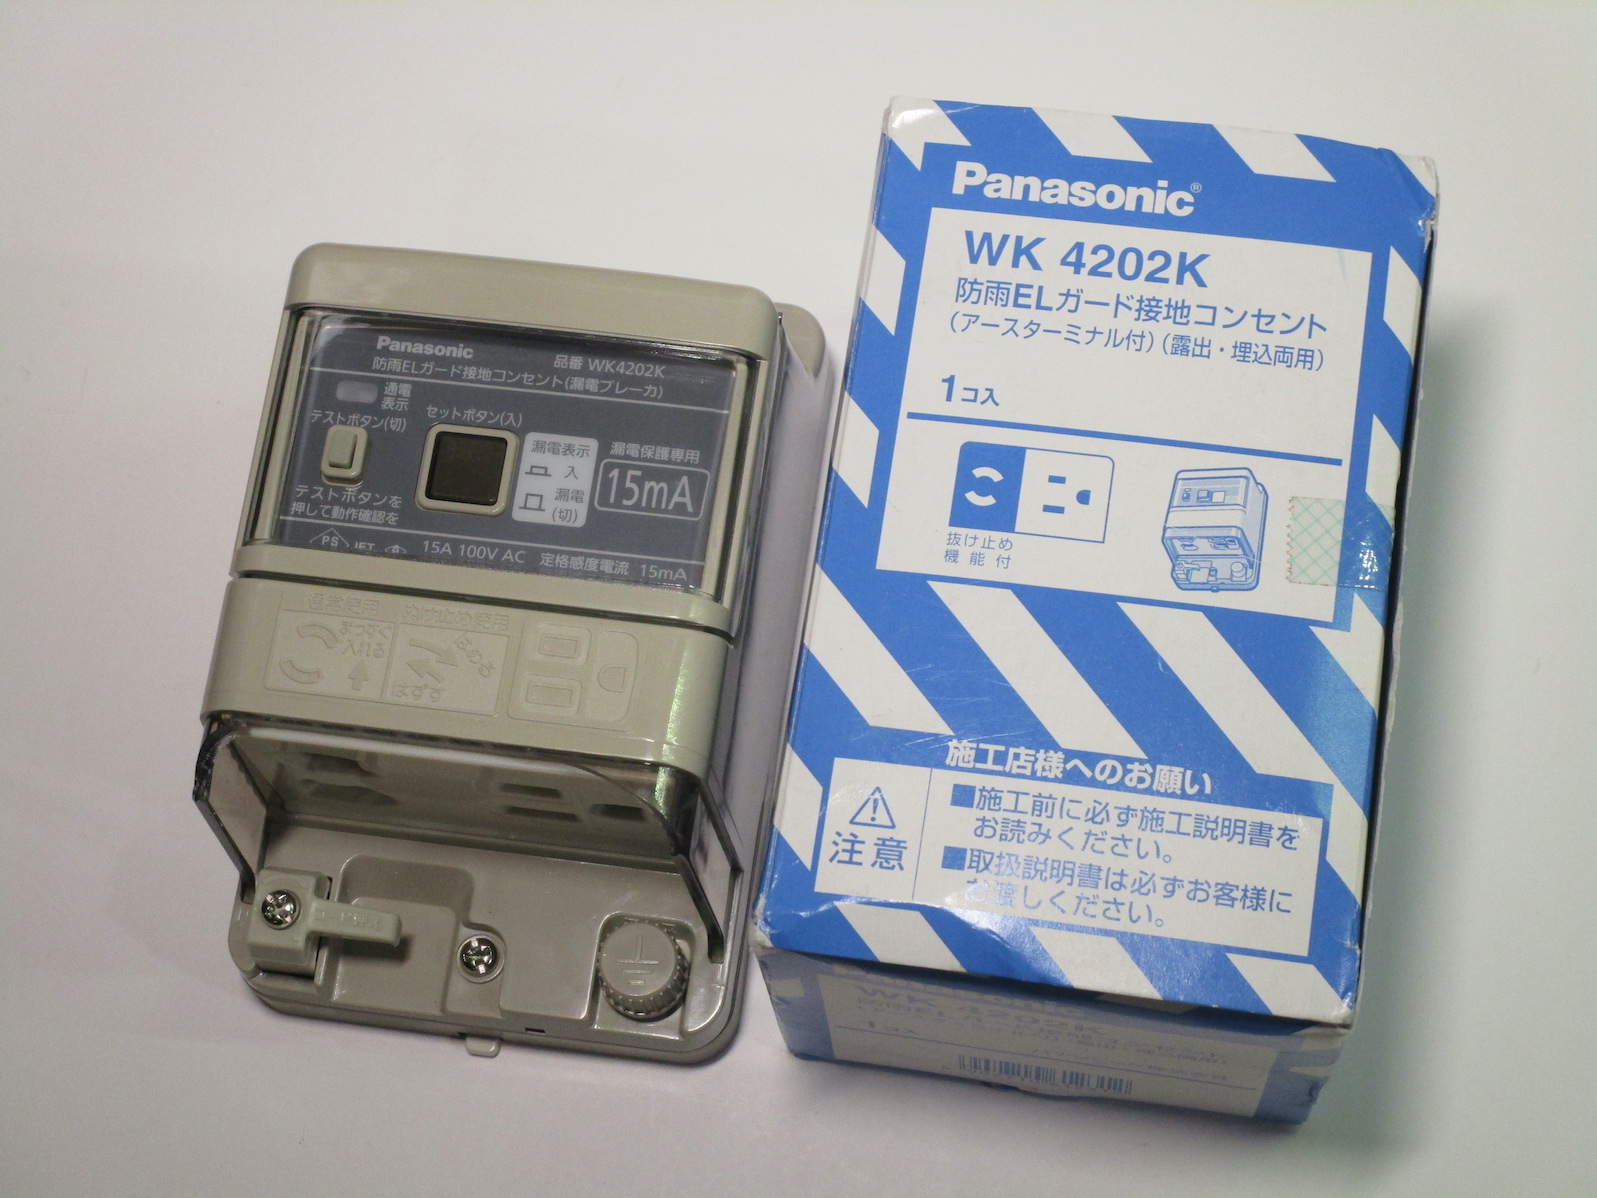 Panasonic
防雨ELガード接地コンセント(漏電ブレーカ)
品番 WK4202K
通電
表示
テストボタン(切)
セットボタン(入)
テストボタンを
押して動作確認を
漏電表示
入
漏電
(切)
漏電保護専用
15mA
PS
JET
15A 100V AC 定格感度電流 15mA
通常使用
まっすぐ
入れる
ぬけ止め使用
はずす
Panasonic®
WK 4202K
防雨ELガード接地コンセント
(アースターミナル付)(露出・埋込両用)
1コ入
抜け止め
機能付
施工店様へのお願い
注意
■施工前に必ず施工説明書を
お読みください。
■取扱説明書は必ずお客様に
お渡しください。
WK 4202K
1コ入